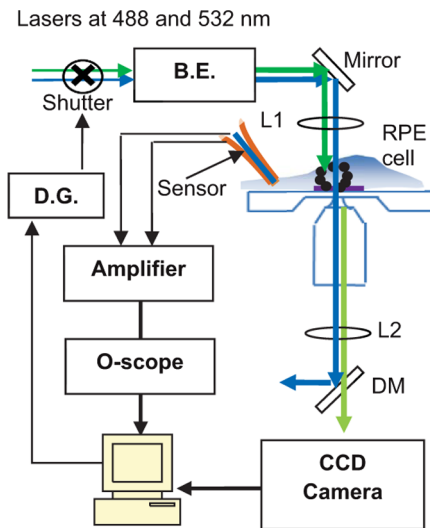 Lasers at 488 and 532 nm
B.E.
Mirror
Shutter
L1
RPE
cell
Sensor
D.G.
Amplifier
L2
O-scope
DM
CCD
Camera